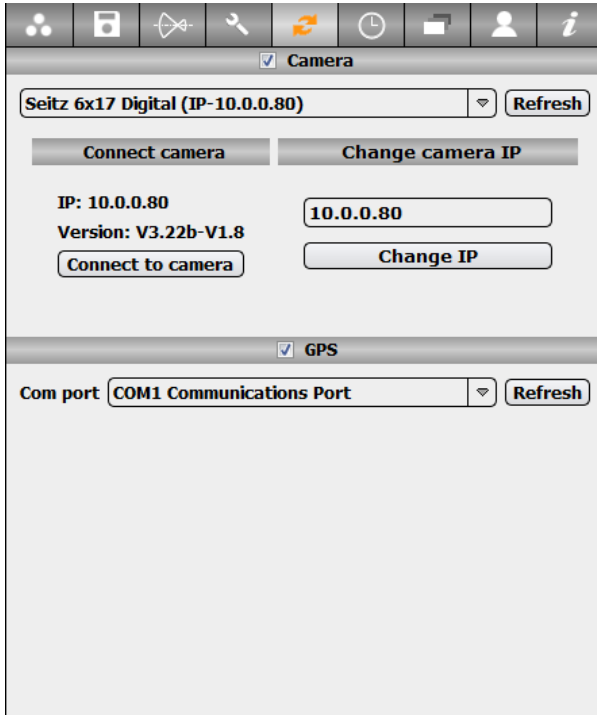 i
Camera
Seitz 6x17 Digital (IP-10.0.0.80)
Refresh
Connect camera
Change camera IP
IP: 10.0.0.80
Version: V3.22b-V1.8
Connect to camera
10.0.0.80
Change IP
GPS
Com port
COM1 Communications Port
Refresh